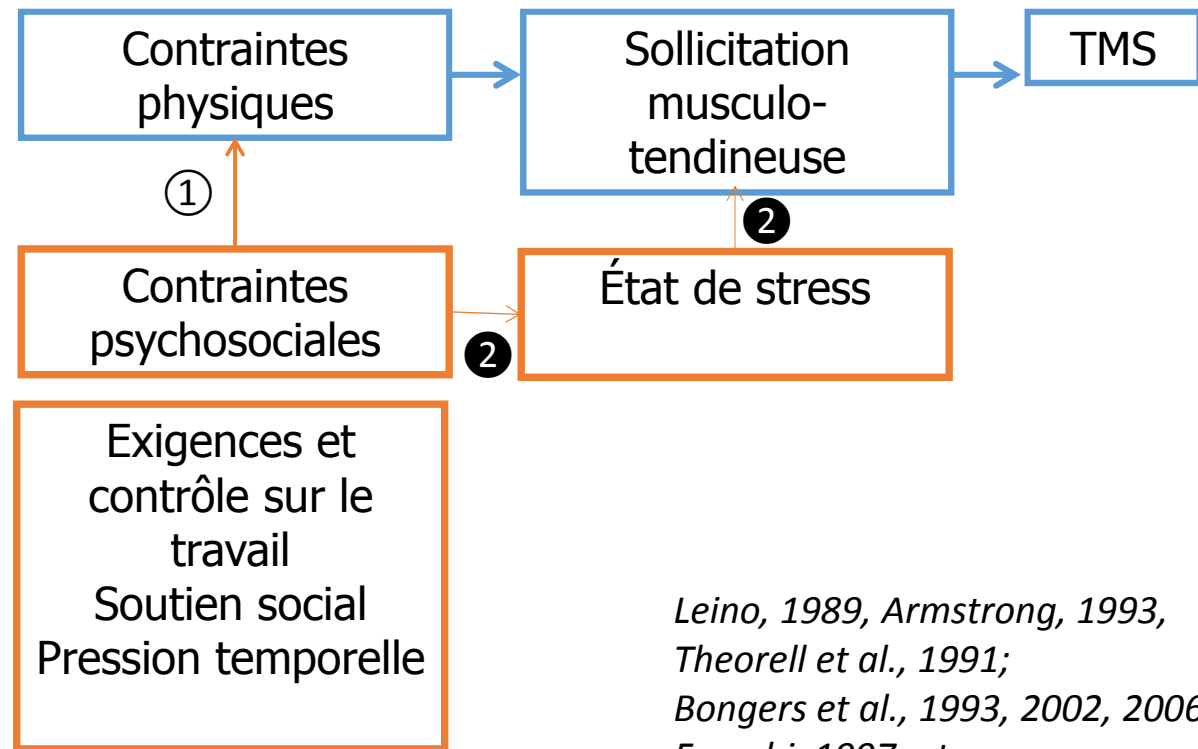 Contraintes
physiques
Sollicitation
musculo-
tendineuse
TMS
①
❷
Contraintes
psychosociales
❷
État de stress
Exigences et
contrôle sur le
travail
Soutien social
Pression temporelle
Leino, 1989, Armstrong, 1993,
Theorell et al., 1991;
Bongers et al., 1993, 2002, 2006